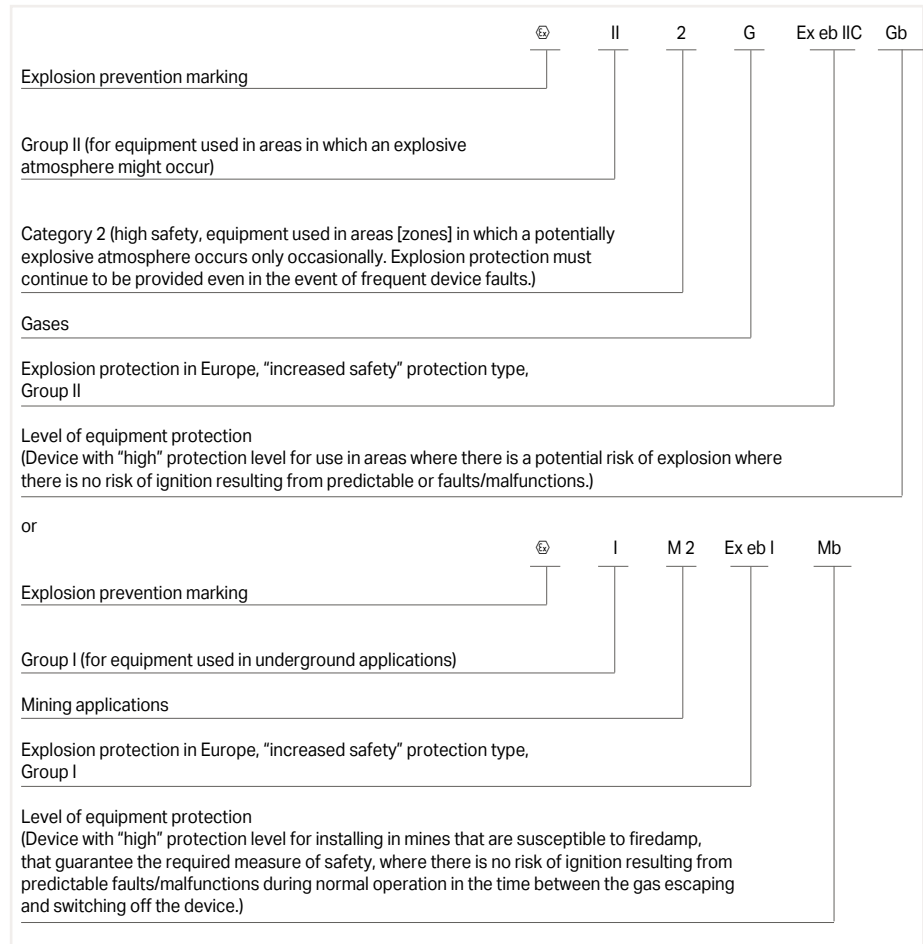 Ex II 2 G Ex eb IIC Gb
Explosion prevention marking
Group II (for equipment used in areas in which an explosive
atmosphere might occur)
Category 2 (high safety, equipment used in areas [zones] in which a potentially
explosive atmosphere occurs only occasionally. Explosion protection must
continue to be provided even in the event of frequent device faults.)
Gases
Explosion protection in Europe, “increased safety” protection type,
Group II
Level of equipment protection
(Device with “high” protection level for use in areas where there is a potential risk of explosion where
there is no risk of ignition resulting from predictable or faults/malfunctions.)
or
Ex I M 2 Ex eb I Mb
Explosion prevention marking
Group I (for equipment used in underground applications)
Mining applications
Explosion protection in Europe, “increased safety” protection type,
Group I
Level of equipment protection
(Device with “high” protection level for installing in mines that are susceptible to firedamp,
that guarantee the required measure of safety, where there is no risk of ignition resulting from
predictable faults/malfunctions during normal operation in the time between the gas escaping
and switching off the device.)